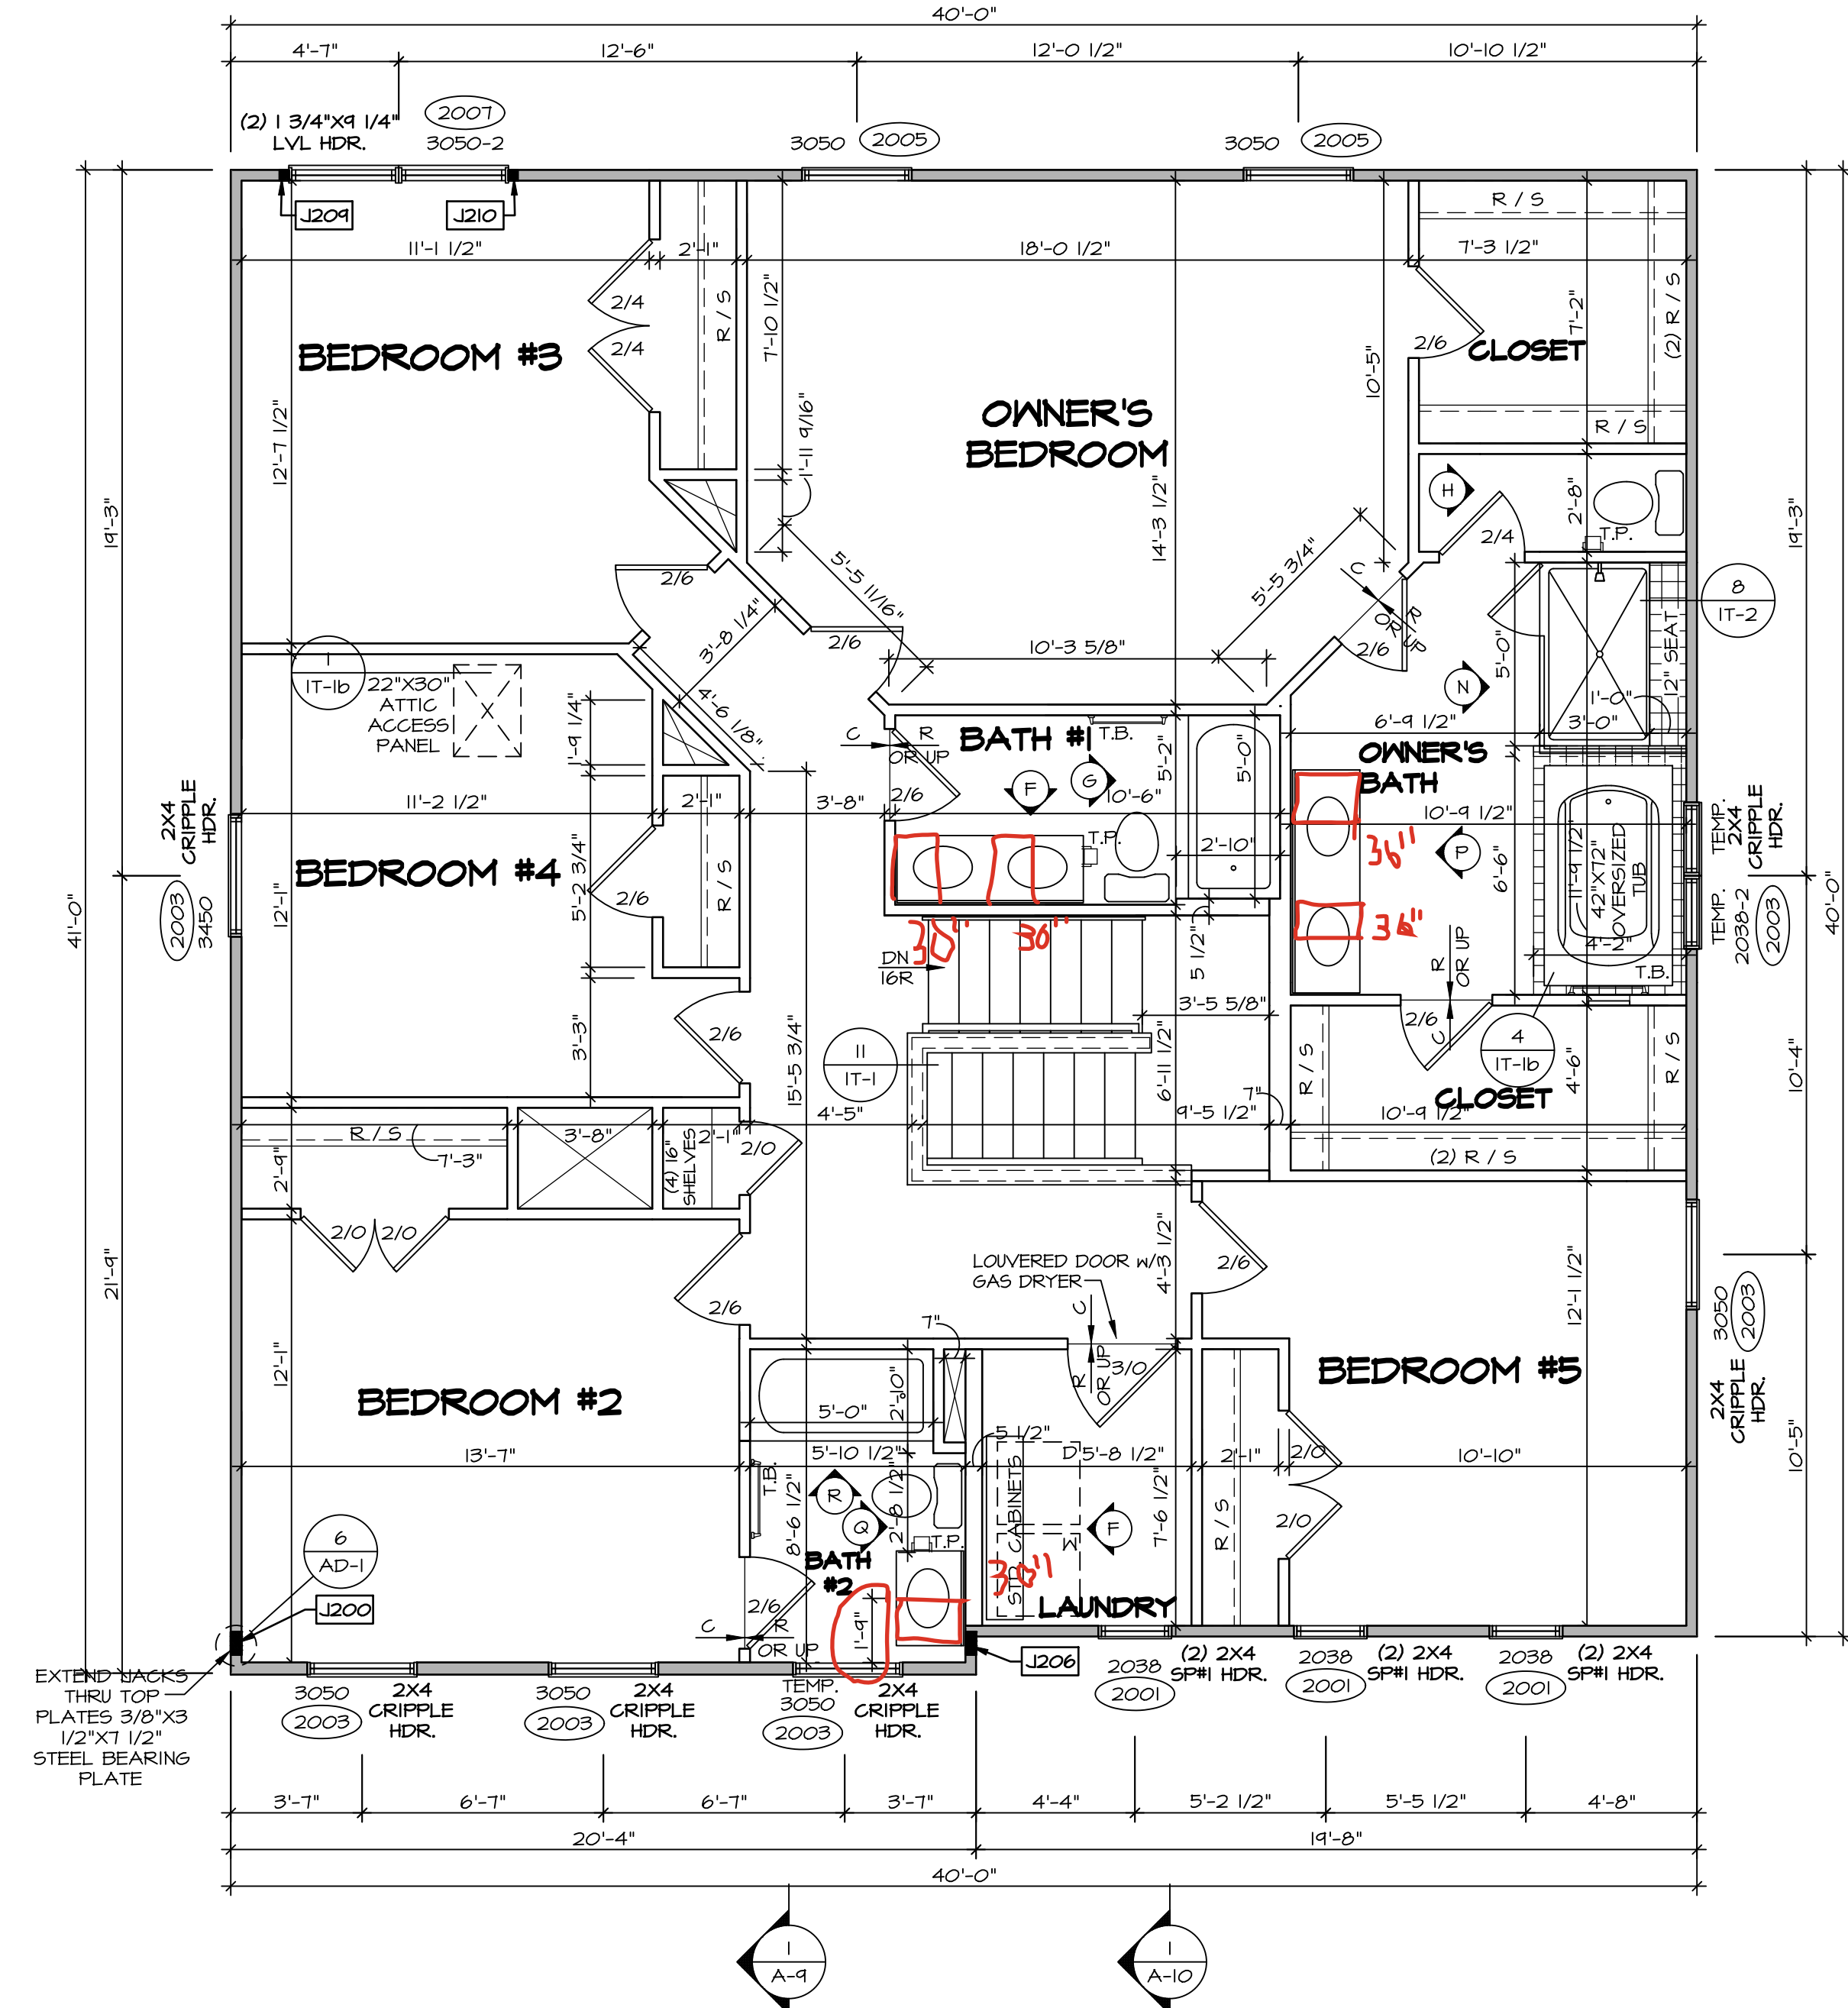 40'-0"
4'-7"
12'-6"
12'-0 1/2"
10'-10 1/2"
(2) 1 3/4"X9 1/4"
LVL HDR.
2007
3050-2
3050
2005
3050
2005
J209
J210
R / S
11'-1 1/2"
2'-1"
18'-0 1/2"
7'-3 1/2"
2/4
2/4
R / S
7'-10 1/2"
7'-2"
(2) R / S
BEDROOM #3
2/6
CLOSET
10'-5"
12'-7 1/2"
1'-11 9/16"
OWNER'S
BEDROOM
R / S
19'-3"
H
2'-8"
14'-3 1/2"
2/4
T.P.
19'-3"
2/6
5'-5 11/16"
5'-5 3/4"
C
R
OR UP
8
1T-2
3'-8 1/4"
2/6
10'-3 5/8"
2/6
5'-0"
12" SEAT
1
1T-1b
22"X30"
ATTIC
ACCESS
PANEL
4'-6 1/8"
N
1'-0"
1'-9 1/4"
C
R
OR UP
BATH #1
T.B.
6'-9 1/2"
3'-0"
5'-2"
5'-0"
OWNER'S
BATH
F
G
2X4
CRIPPLE
HDR.
11'-2 1/2"
2'-1"
3'-8"
2/6
10'-6"
10'-9 1/2"
TEMP.
2X4
CRIPPLE
HDR.
T.P.
2'-10"
36"
P
BEDROOM #4
5'-2 3/4"
2/6
R / S
12'-1"
6'-6"
11'-9 1/2"
42"X72"
OVERSIZED
TUB
41'-0"
2003
3450
30"
30"
36"
4'-2"
TEMP.
2038-2
2003
40'-0"
DN
16R
5 1/2"
R
OR UP
T.B.
3'-5 5/8"
2/6
C
4
1T-1b
3'-3"
2/6
15'-5 3/4"
11
1T-1
6'-11 1/2"
R / S
4'-6"
R / S
10'-4"
7"
CLOSET
4'-5"
9'-5 1/2"
10'-9 1/2"
R / S
7'-3"
3'-8"
2'-1"
(4) 16"
SHELVES
2/0
2'-9"
(2) R / S
2/0
2/0
21'-9"
2/6
LOUVERED DOOR W/
GAS DRYER
4'-3 1/2"
2/6
12'-1 1/2"
3050
2003
C
R
OR UP
3/0
7"
12'-1"
BEDROOM #2
5'-0"
2'-10"
BEDROOM #5
2X4
CRIPPLE
HDR.
13'-7"
5'-10 1/2"
5 1/2"
D
5'-8 1/2"
2'-1"
2/0
10'-10"
10'-5"
T.B.
8'-6 1/2"
R
Q
2'-8 1/2"
STD. CABINETS
W
F
7'-6 1/2"
R / S
2/0
6
AD-1
T.P.
BATH
#2
30"
J200
2/6
1'-9"
LAUNDRY
C
R
OR UP
J206
EXTEND JACKS
THRU TOP
PLATES 3/8"X3
1/2"X7 1/2"
STEEL BEARING
PLATE
3050
2003
2X4
CRIPPLE
HDR.
3050
2003
2X4
CRIPPLE
HDR.
TEMP.
3050
2003
2X4
CRIPPLE
HDR.
2038
2001
(2) 2X4
SP#1 HDR.
2038
2001
(2) 2X4
SP#1 HDR.
2038
2001
(2) 2X4
SP#1 HDR.
3'-7"
6'-7"
6'-7"
3'-7"
4'-4"
5'-2 1/2"
5'-5 1/2"
4'-8"
20'-4"
19'-8"
40'-0"
1
A-9
1
A-10